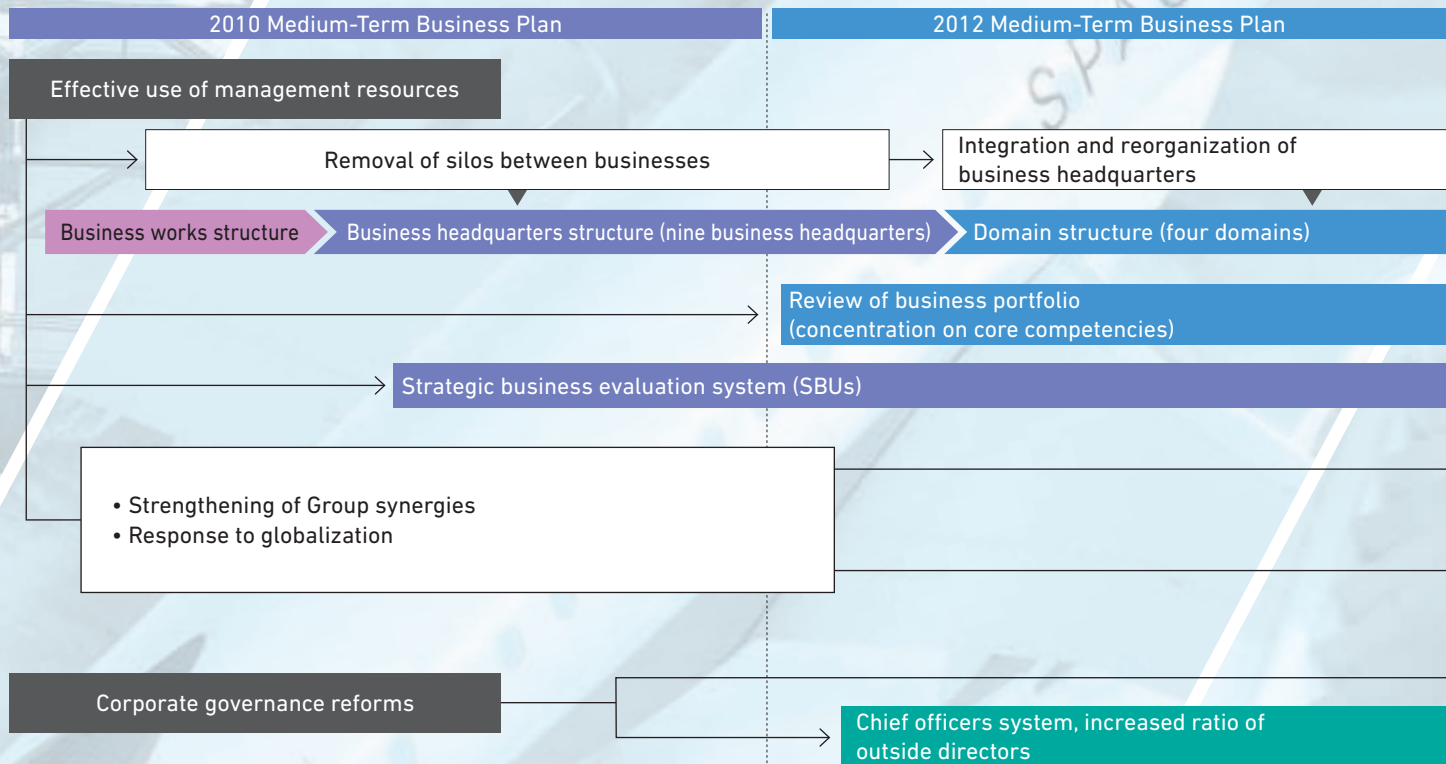 2010 Medium-Term Business Plan
2012 Medium-Term Business Plan
Effective use of management resources
Removal of silos between businesses
Integration and reorganization of
business headquarters
Business works structure
Business headquarters structure (nine business headquarters)
Domain structure (four domains)
Review of business portfolio
(concentration on core competencies)
Strategic business evaluation system (SBUs)
• Strengthening of Group synergies
• Response to globalization
Corporate governance reforms
Chief officers system, increased ratio of
outside directors